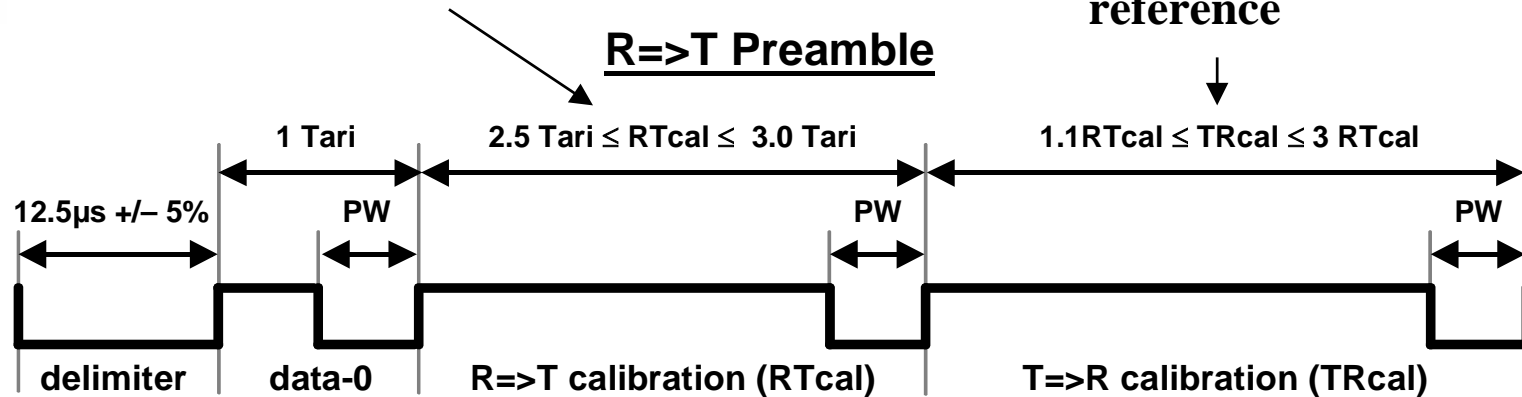 reference
R=>T Preamble
1 Tari
2.5 Tari ≤ RTcal ≤ 3.0 Tari
1.1RTcal ≤ TRcal ≤ 3 RTcal
12.5µs +/– 5%
PW
PW
PW
delimiter
data-0
R=>T calibration (RTcal)
T=>R calibration (TRcal)